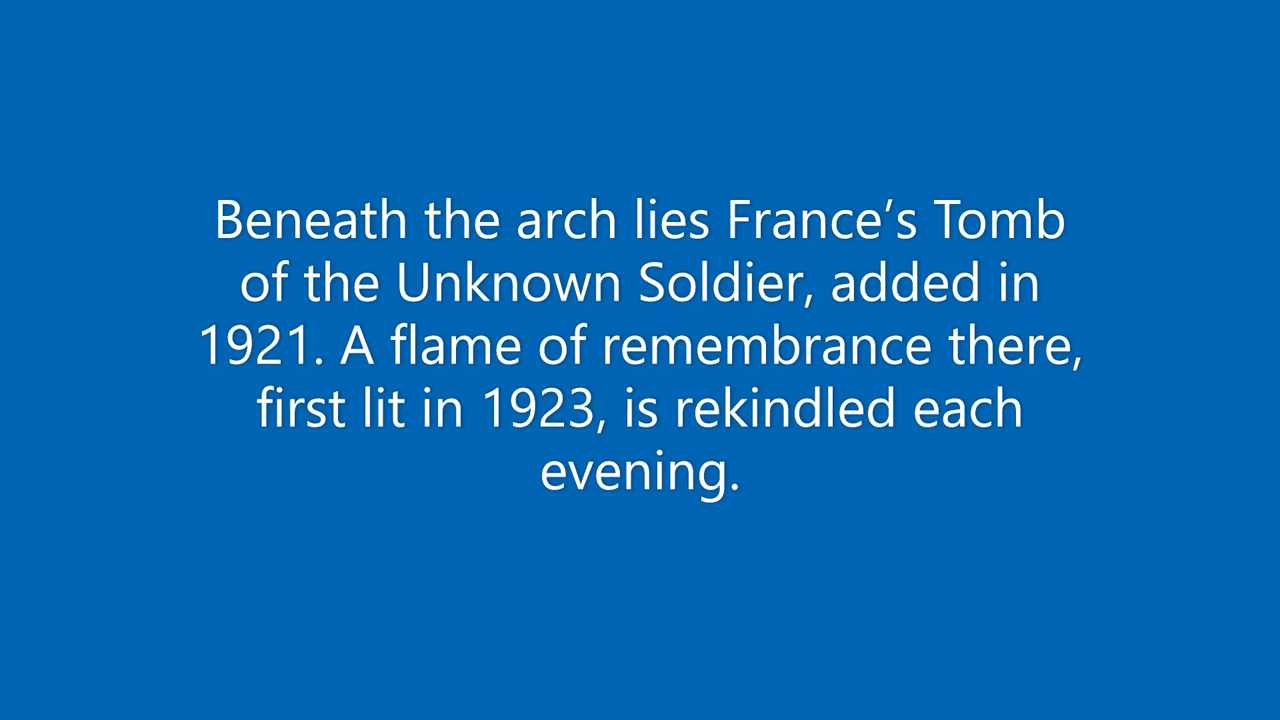 Beneath the arch lies France’s Tomb
of the Unknown Soldier, added in
1921. A flame of remembrance there,
first lit in 1923, is rekindled each
evening.